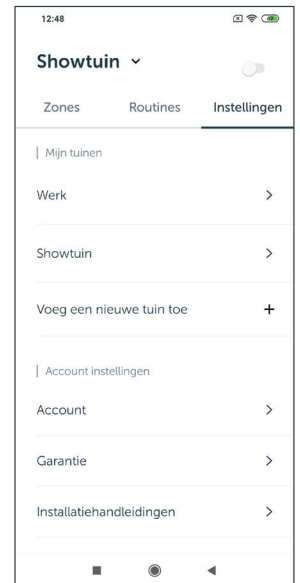 12:48
Showtuin
Zones Routines Instellingen
Mijn tuinen
Werk
Showtuin
Voeg een nieuwe tuin toe
Account instellingen
Account
Garantie
Installatiehandleidingen